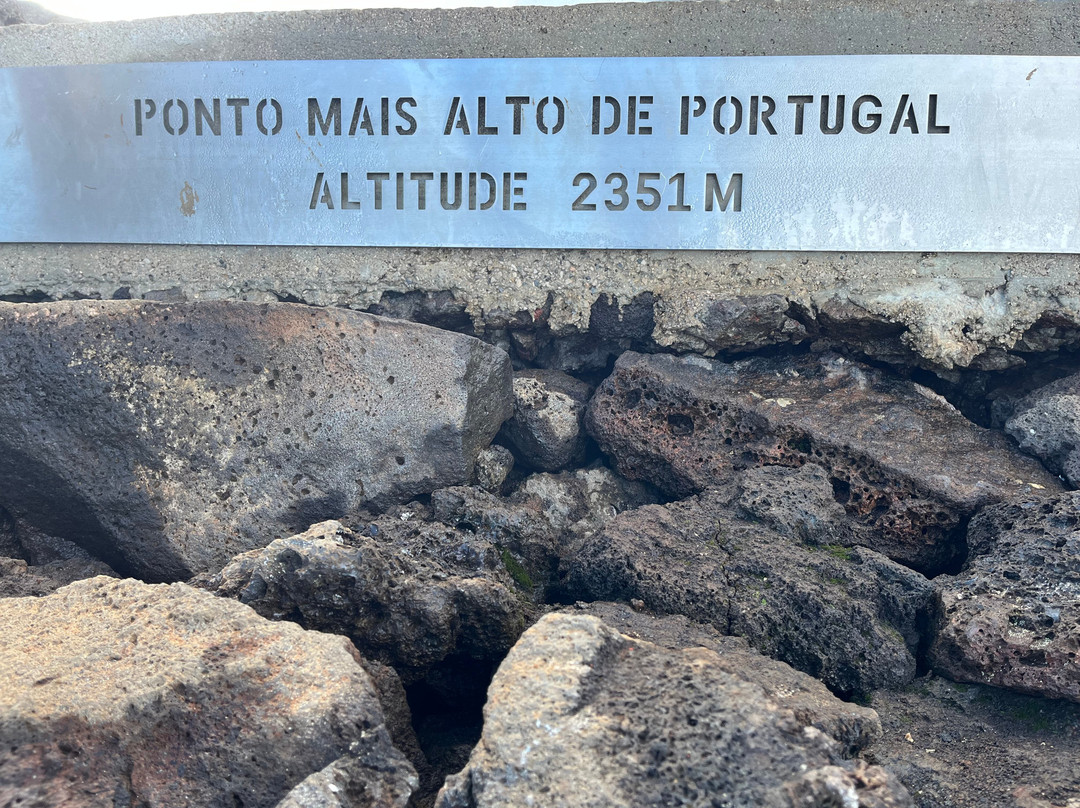 PONTO MAIS ALTO DE PORTUGAL
ALTITUDE 2351M